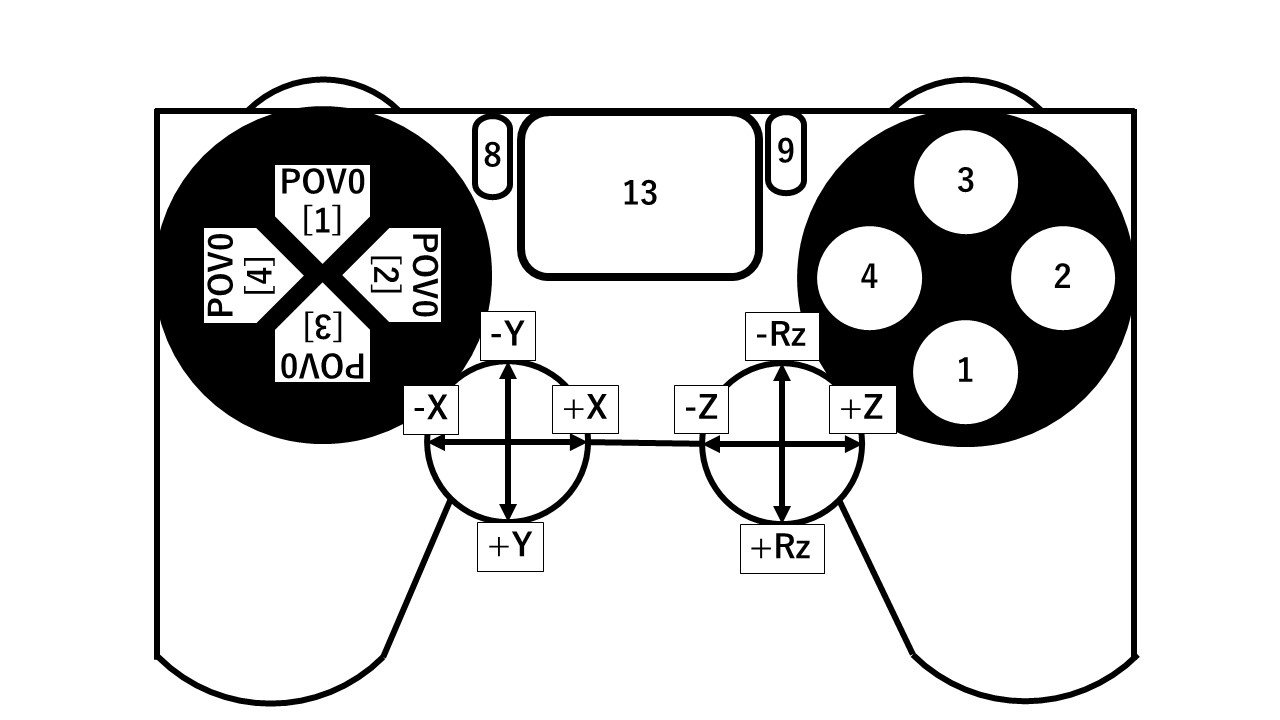 8
13
9
POV0
[1]
POV0
[4]
POV0
[2]
[3]
POV0
3
4
2
1
-Y
-X
+X
+Y
-Rz
-Z
+Z
+Rz